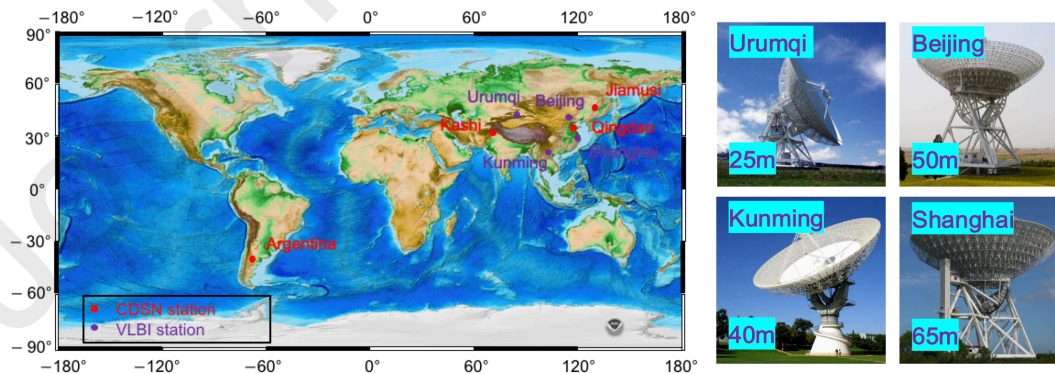 −180° −120° −60° 0° 60° 120° 180°
90°
60°
30°
0°
−30°
−60°
−90°
−180° −120° −60° 0° 60° 120° 180°
Jiamusi
Urumqi Beijing
Kashi Qingdao
Shanghai
Kunming
Argentina
CDSN station
VLBI station
Urumqi
25m
Beijing
50m
Kunming
40m
Shanghai
65m